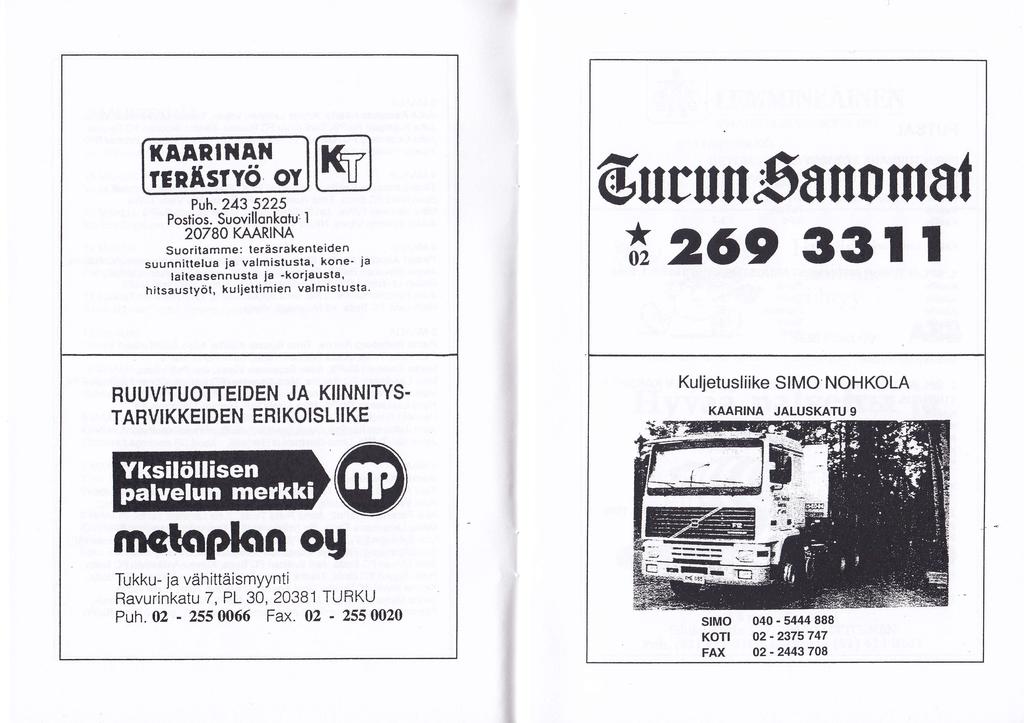 KAARINAN
TERÄSTYÖ OY
KT
Puh. 243 5225
Postios. Suovillankatu 1
20780 KAARINA
Suoritamme: teräsrakenteiden
suunnittelua ja valmistusta, kone- ja
laiteasennusta ja -korjausta,
hitsaustyöt, kuljettimien valmistusta.
RUUVITUOTTEIDEN JA KIINNITYS-
TARVIKKEIDEN ERIKOISLIIKE
Yksilöllisen
palvelun merkki
mp
metaplan oy
Tukku- ja vähittäismyynti
Ravurinkatu 7, PL 30, 20381 TURKU
Puh. 02 - 255 0066 Fax. 02 - 255 0020
Turun Sanomat
02 269 3311
Kuljetusliike SIMO NOHKOLA
KAARINA JALUSKATU 9
F12
SIMO 040 - 5444 888
KOTI 02 - 2375 747
FAX 02 - 2443 708